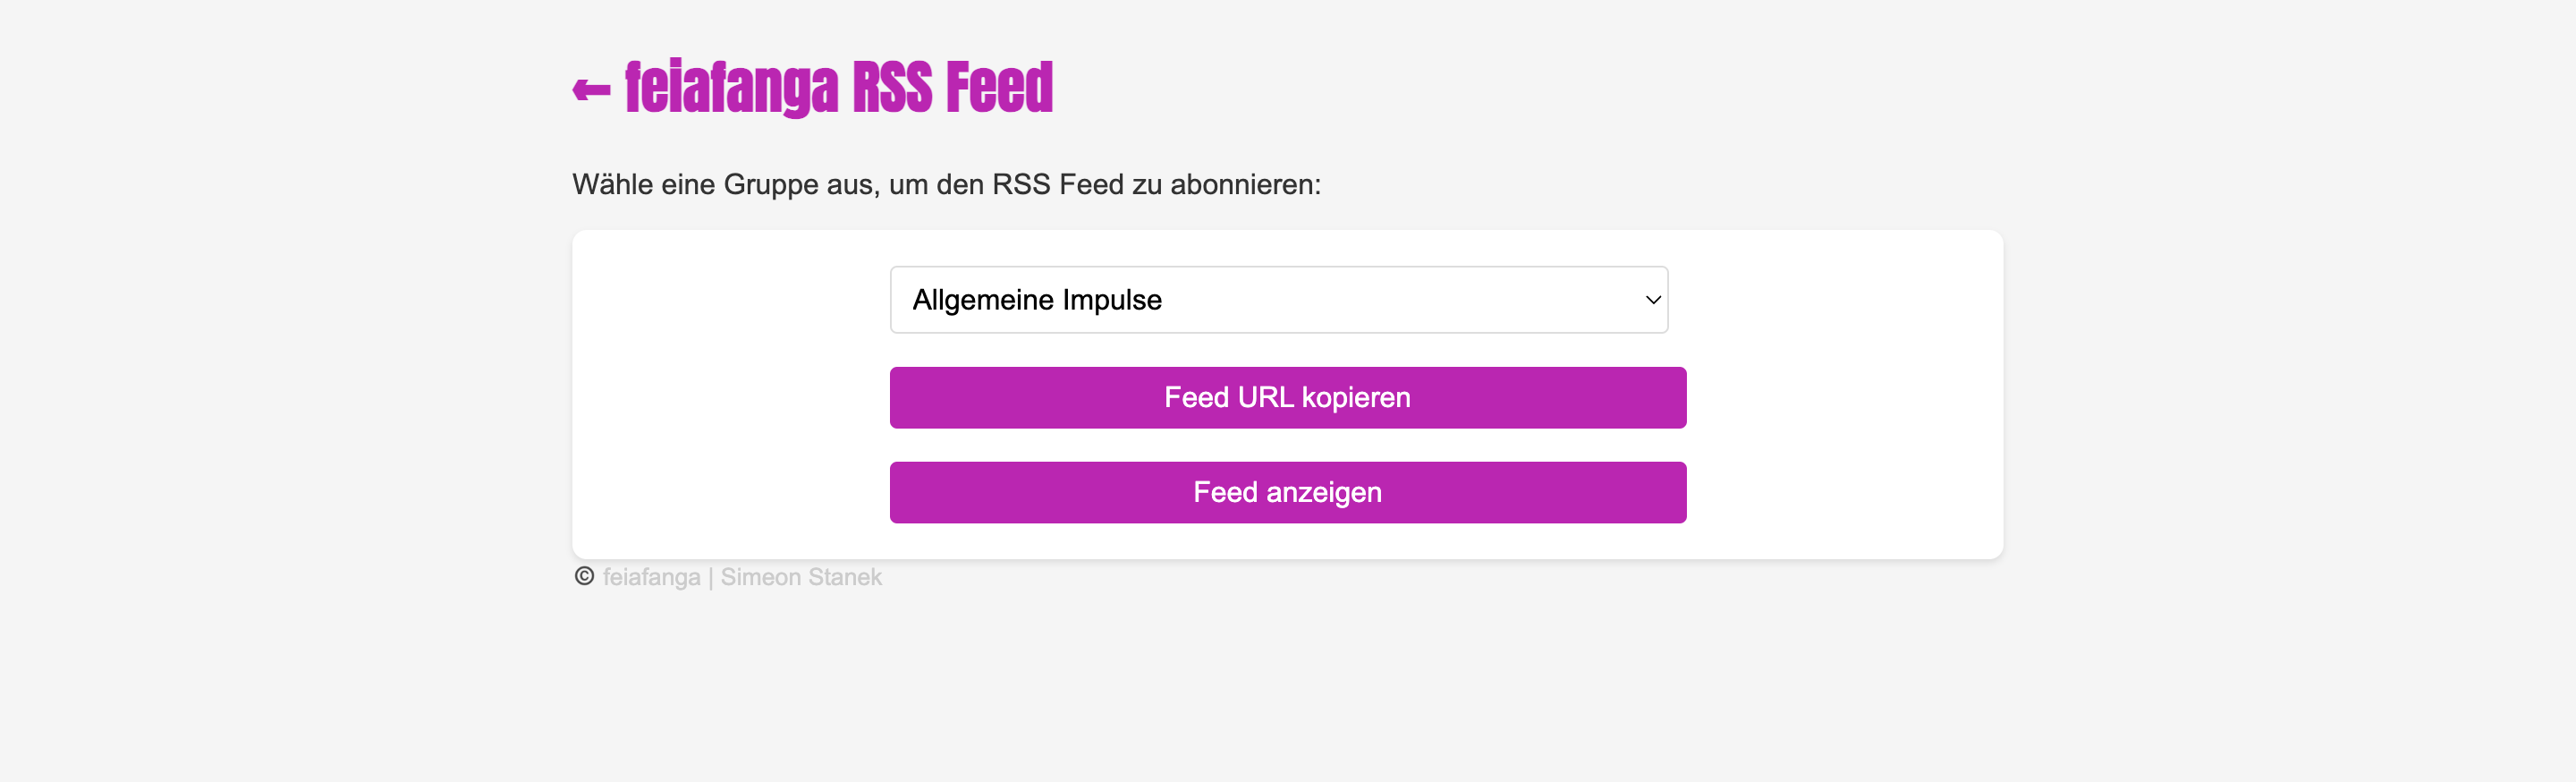 ← feiafanga RSS Feed
Wähle eine Gruppe aus, um den RSS Feed zu abonnieren:
Allgemeine Impulse
Feed URL kopieren
Feed anzeigen
© feiafanga | Simeon Stanek